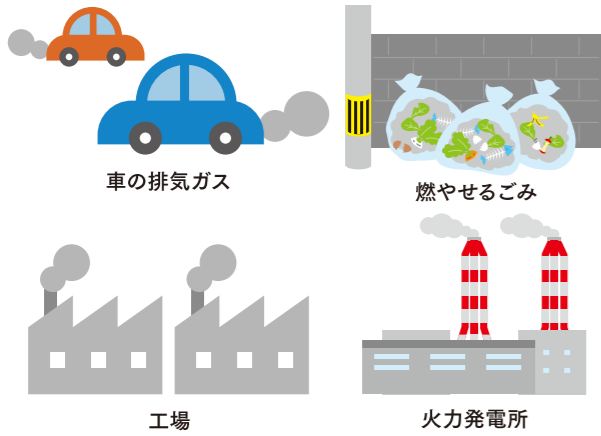 車の排気ガス
燃やせるごみ
工場
火力発電所